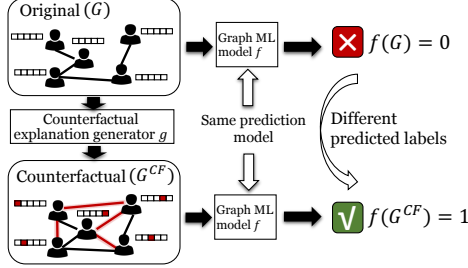 Original (G)
Graph ML
model f
f(G) = 0
Counterfactual
explanation generator g
Same prediction
model
Different
predicted labels
Counterfactual (G^{CF})
Graph ML
model f
f(G^{CF}) = 1